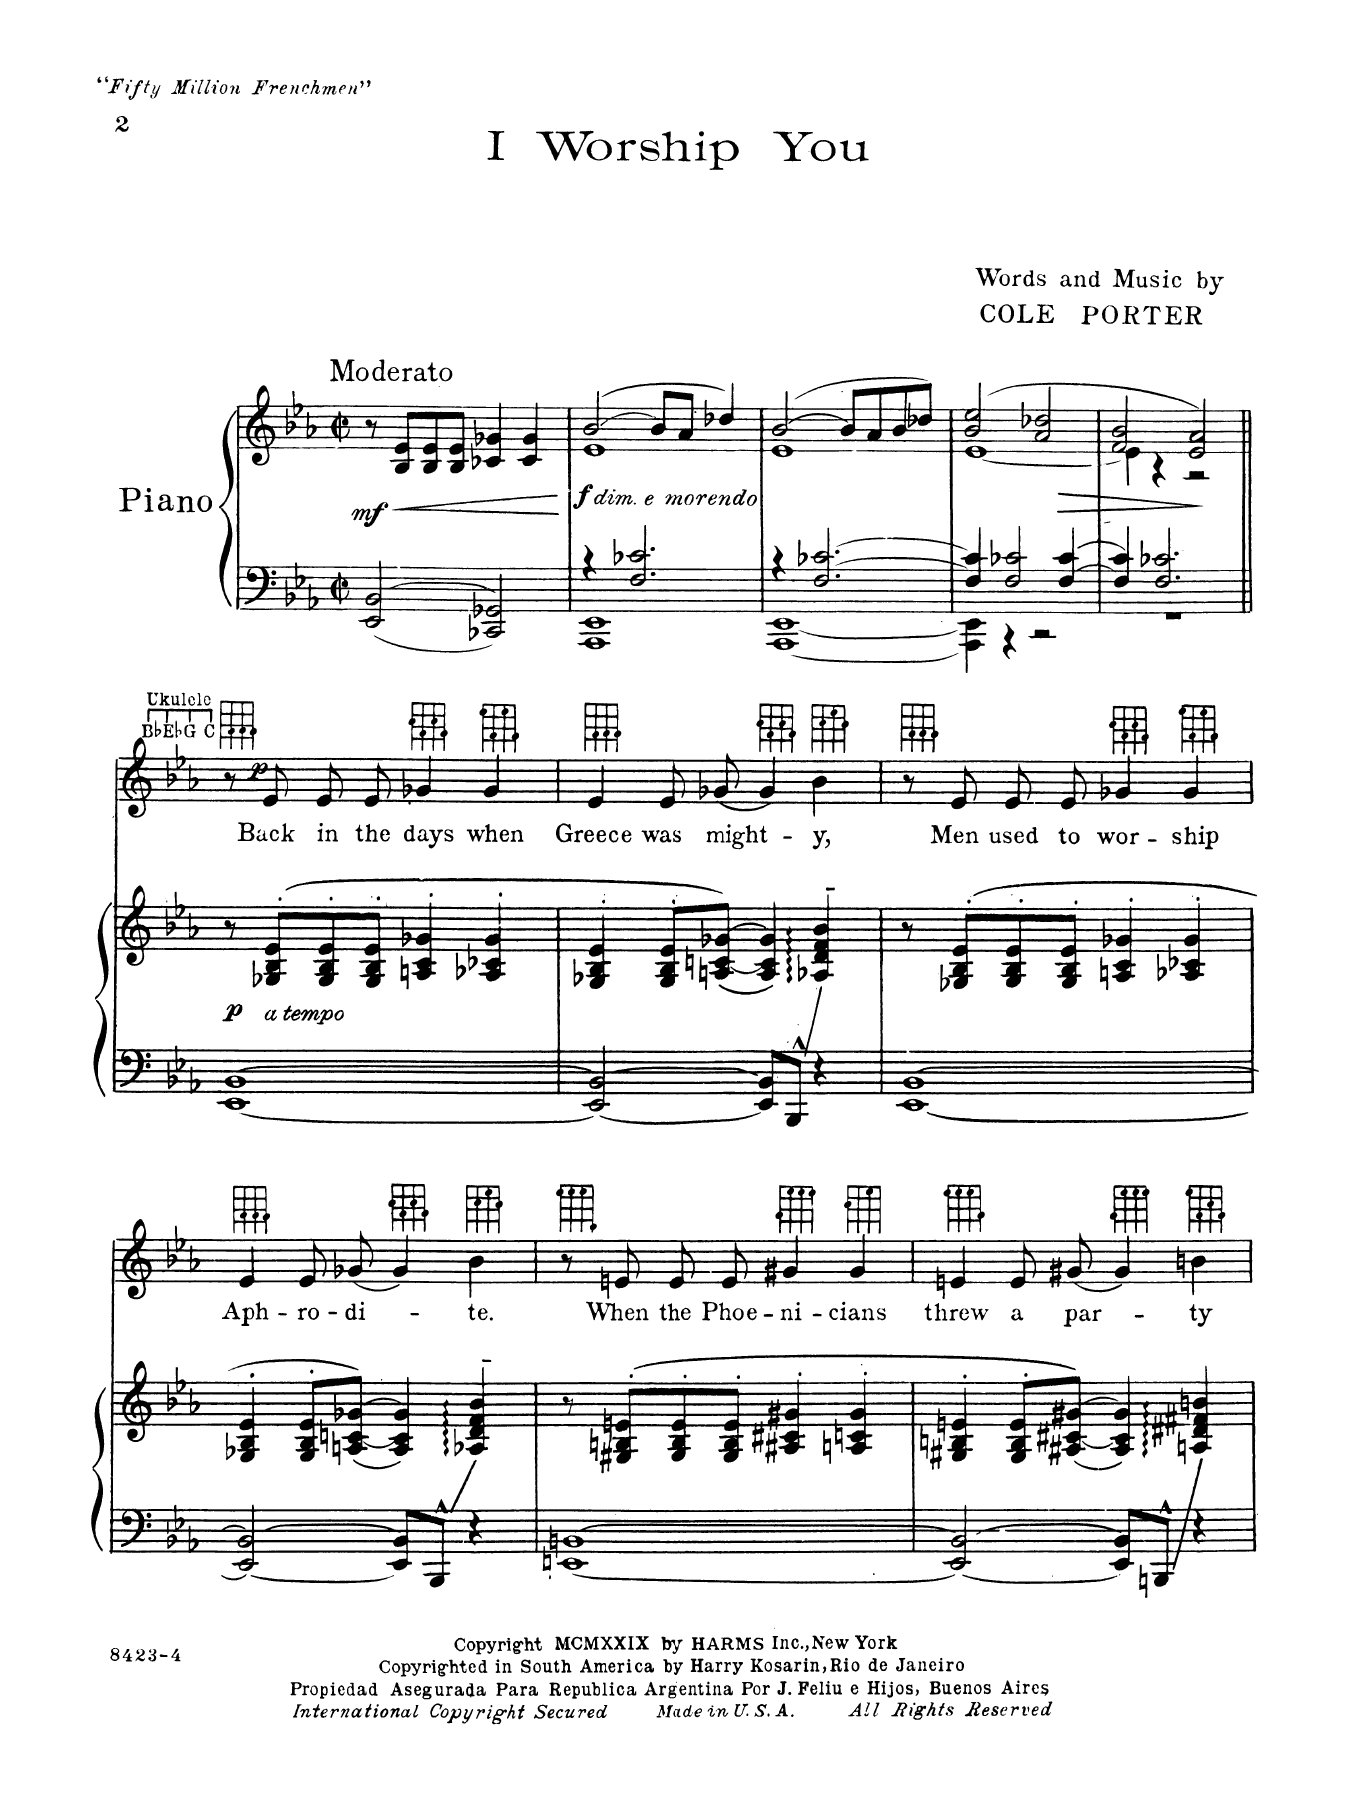 "Fifty Million Frenchmen"
2
I Worship You
Words and Music by
COLE PORTER
Moderato
Piano
mf
f dim. e morendo
Ukulele
B♭E♭G C
p
Back in the days when Greece was might - y, Men used to wor - ship
p a tempo
Aph - ro - di - te. When the Phoe - ni - cians threw a par - ty
8423-4
Copyright MCMXXIX by HARMS Inc., New York
Copyrighted in South America by Harry Kosarin, Rio de Janeiro
Propiedad Asegurada Para Republica Argentina Por J. Feliu e Hijos, Buenos Aires
International Copyright Secured Made in U. S. A. All Rights Reserved